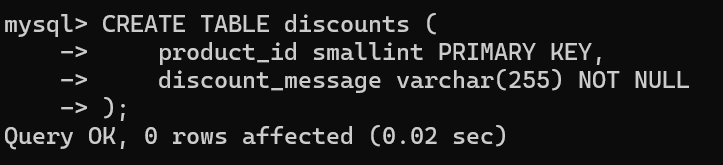 mysql> CREATE TABLE discounts (
    ->     product_id smallint PRIMARY KEY,
    ->     discount_message varchar(255) NOT NULL
    -> );
Query OK, 0 rows affected (0.02 sec)